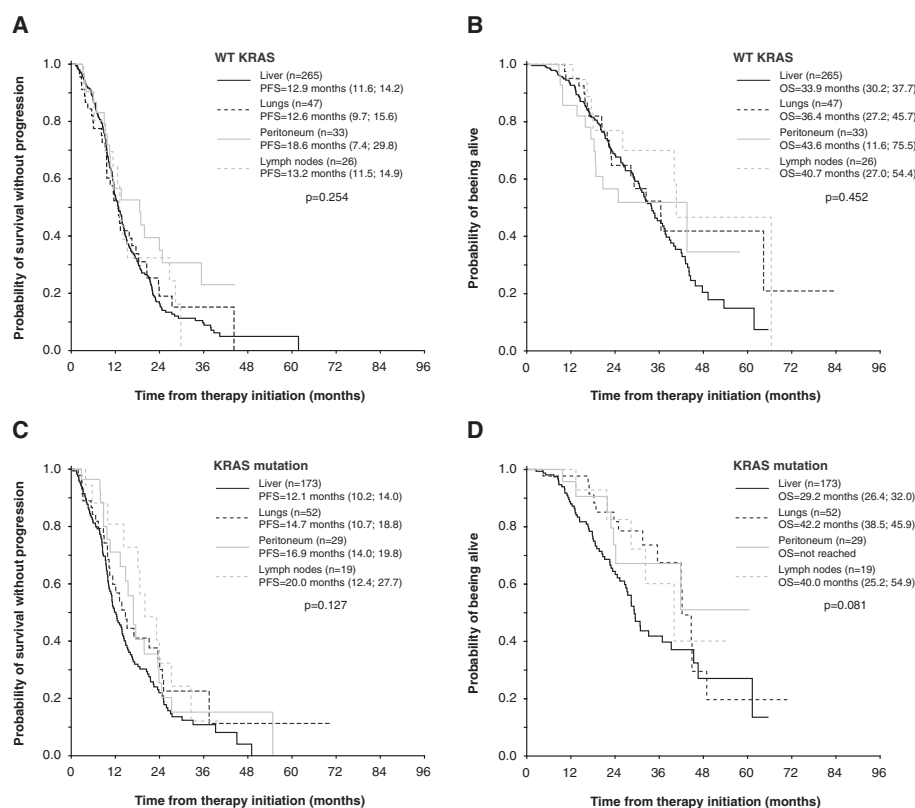 A
WT KRAS
Liver (n=265)
PFS=12.9 months (11.6; 14.2)
Lungs (n=47)
PFS=12.6 months (9.7; 15.6)
Peritoneum (n=33)
PFS=18.6 months (7.4; 29.8)
Lymph nodes (n=26)
PFS=13.2 months (11.5; 14.9)
p=0.254
Probability of survival without progression
1.0
0.8
0.6
0.4
0.2
0.0
0 12 24 36 48 60 72 84 96
Time from therapy initiation (months)
B
WT KRAS
Liver (n=265)
OS=33.9 months (30.2; 37.7)
Lungs (n=47)
OS=36.4 months (27.2; 45.7)
Peritoneum (n=33)
OS=43.6 months (11.6; 75.5)
Lymph nodes (n=26)
OS=40.7 months (27.0; 54.4)
p=0.452
Probability of beeing alive
1.0
0.8
0.6
0.4
0.2
0.0
0 12 24 36 48 60 72 84 96
Time from therapy initiation (months)
C
KRAS mutation
Liver (n=173)
PFS=12.1 months (10.2; 14.0)
Lungs (n=52)
PFS=14.7 months (10.7; 18.8)
Peritoneum (n=29)
PFS=16.9 months (14.0; 19.8)
Lymph nodes (n=19)
PFS=20.0 months (12.4; 27.7)
p=0.127
Probability of survival without progression
1.0
0.8
0.6
0.4
0.2
0.0
0 12 24 36 48 60 72 84 96
Time from therapy initiation (months)
D
KRAS mutation
Liver (n=173)
OS=29.2 months (26.4; 32.0)
Lungs (n=52)
OS=42.2 months (38.5; 45.9)
Peritoneum (n=29)
OS=not reached
Lymph nodes (n=19)
OS=40.0 months (25.2; 54.9)
p=0.081
Probability of beeing alive
1.0
0.8
0.6
0.4
0.2
0.0
0 12 24 36 48 60 72 84 96
Time from therapy initiation (months)